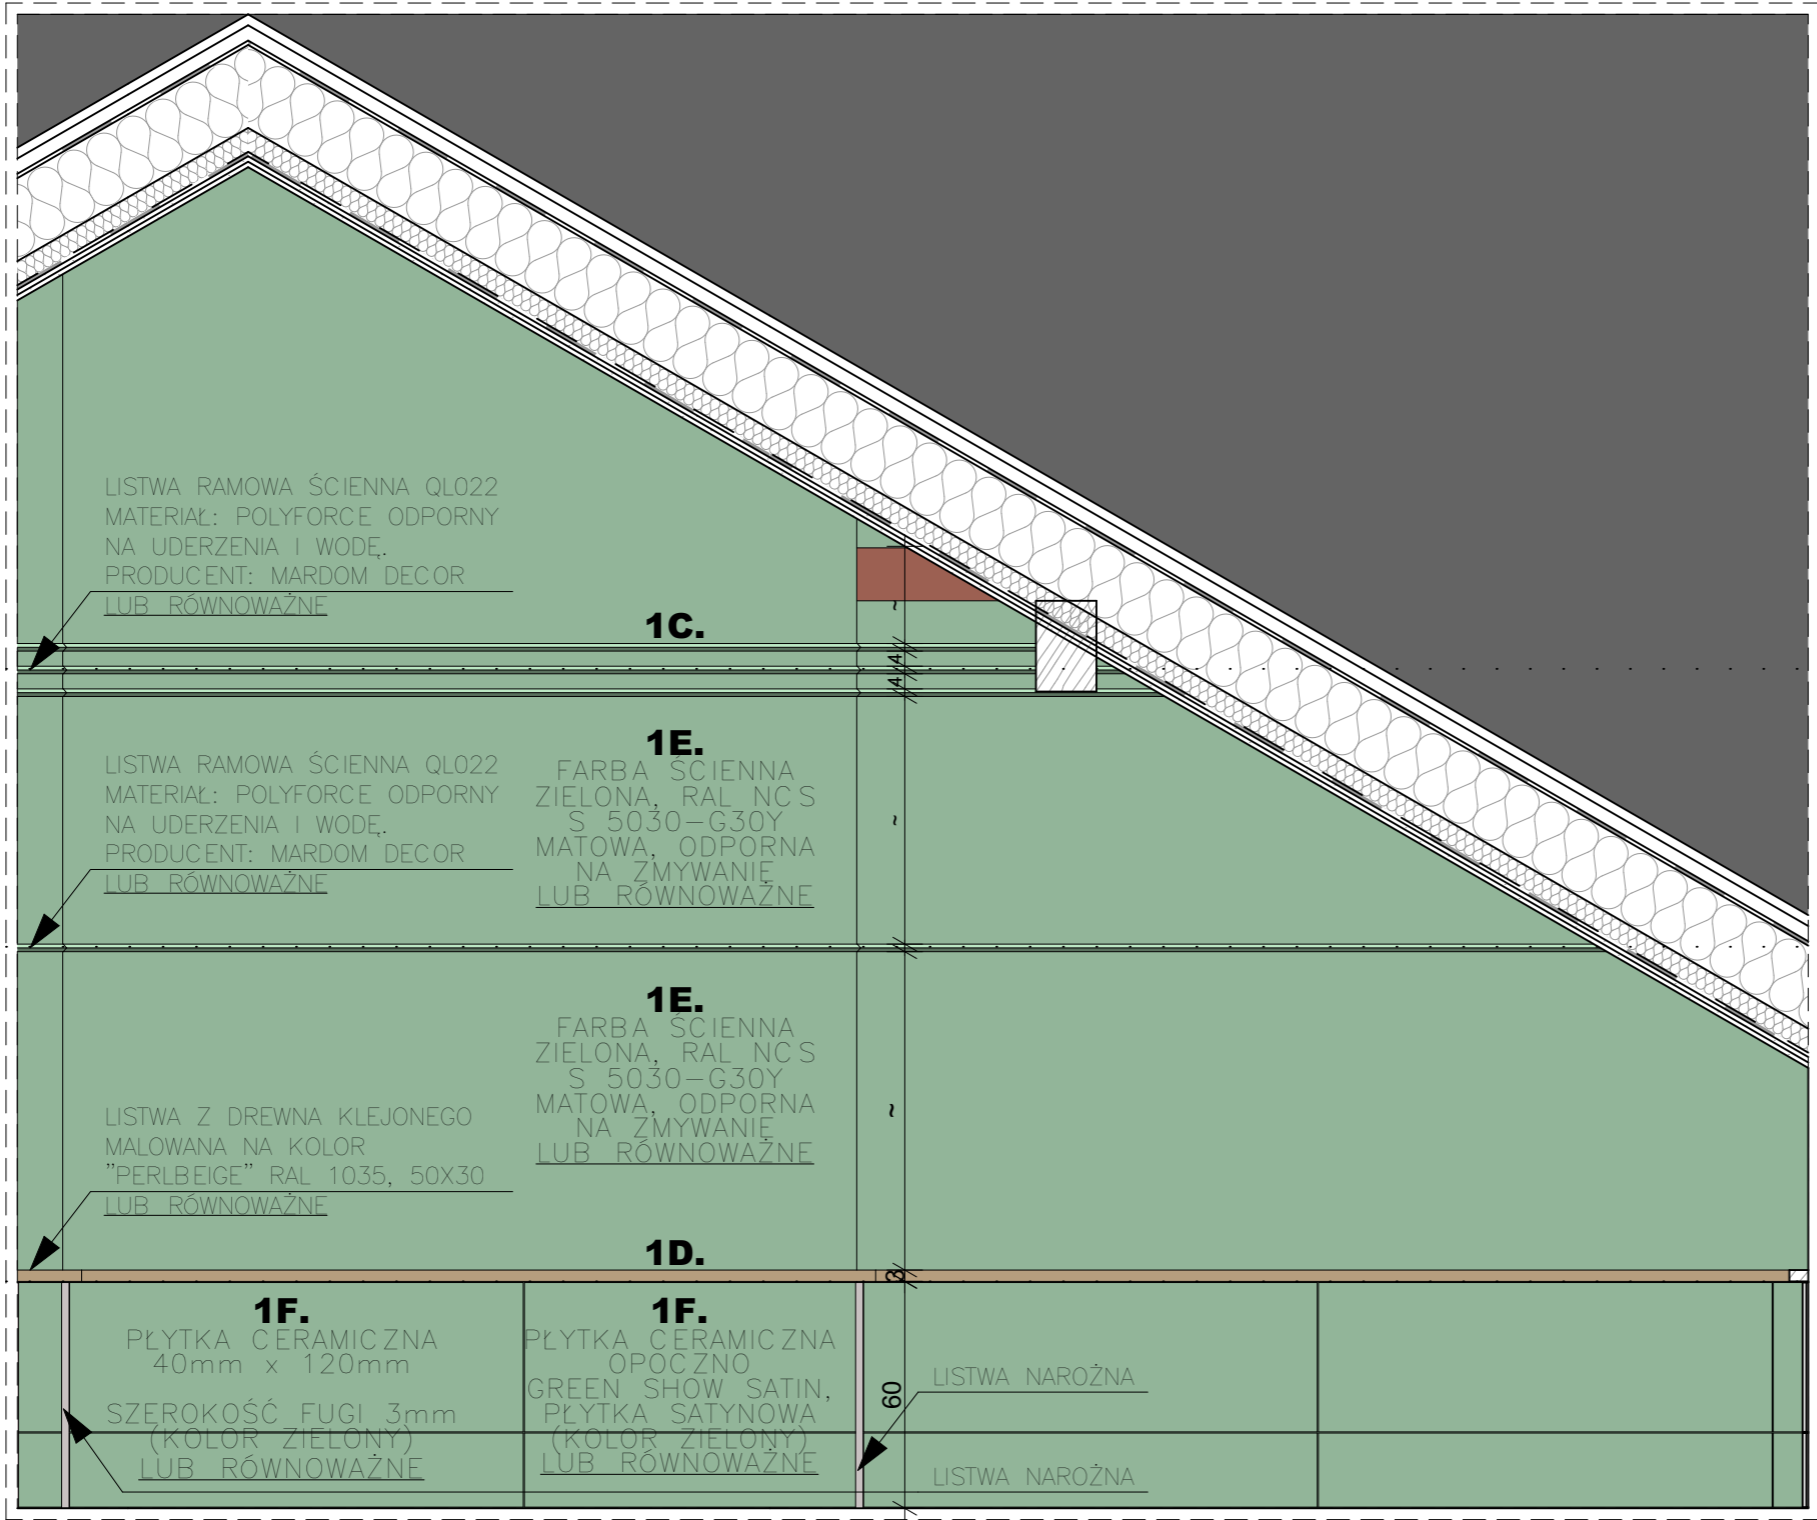 LISTWA RAMOWA ŚCIENNA QL022
MATERIAŁ: POLYFORCE ODPORNY
NA UDERZENIA I WODĘ.
PRODUCENT: MARDOM DECOR
LUB RÓWNOWAŻNE
1C.
~
4
4
1E.
FARBA ŚCIENNA
ZIELONA, RAL NCS
S 5030-G30Y
MATOWA, ODPORNA
NA ZMYWANIE
LUB RÓWNOWAŻNE
LISTWA RAMOWA ŚCIENNA QL022
MATERIAŁ: POLYFORCE ODPORNY
NA UDERZENIA I WODĘ.
PRODUCENT: MARDOM DECOR
LUB RÓWNOWAŻNE
~
1E.
FARBA ŚCIENNA
ZIELONA, RAL NCS
S 5030-G30Y
MATOWA, ODPORNA
NA ZMYWANIE
LUB RÓWNOWAŻNE
~
LISTWA Z DREWNA KLEJONEGO
MALOWANA NA KOLOR
"PERLBEIGE" RAL 1035, 50X30
LUB RÓWNOWAŻNE
1D.
3
1F.
PŁYTKA CERAMICZNA
40mm x 120mm
SZEROKOŚĆ FUGI 3mm
(KOLOR ZIELONY)
LUB RÓWNOWAŻNE
1F.
PŁYTKA CERAMICZNA
OPOCZNO
GREEN SHOW SATIN,
PŁYTKA SATYNOWA
(KOLOR ZIELONY)
LUB RÓWNOWAŻNE
60
LISTWA NAROŻNA
LISTWA NAROŻNA